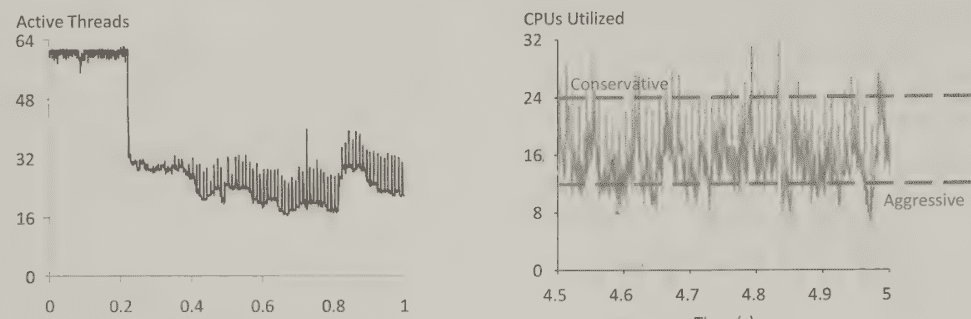 Active Threads
64
48
32
16
0
0 0.2 0.4 0.6 0.8 1
CPUs Utilized
32
24
16
8
0
Conservative
Aggressive
4.5 4.6 4.7 4.8 4.9 5